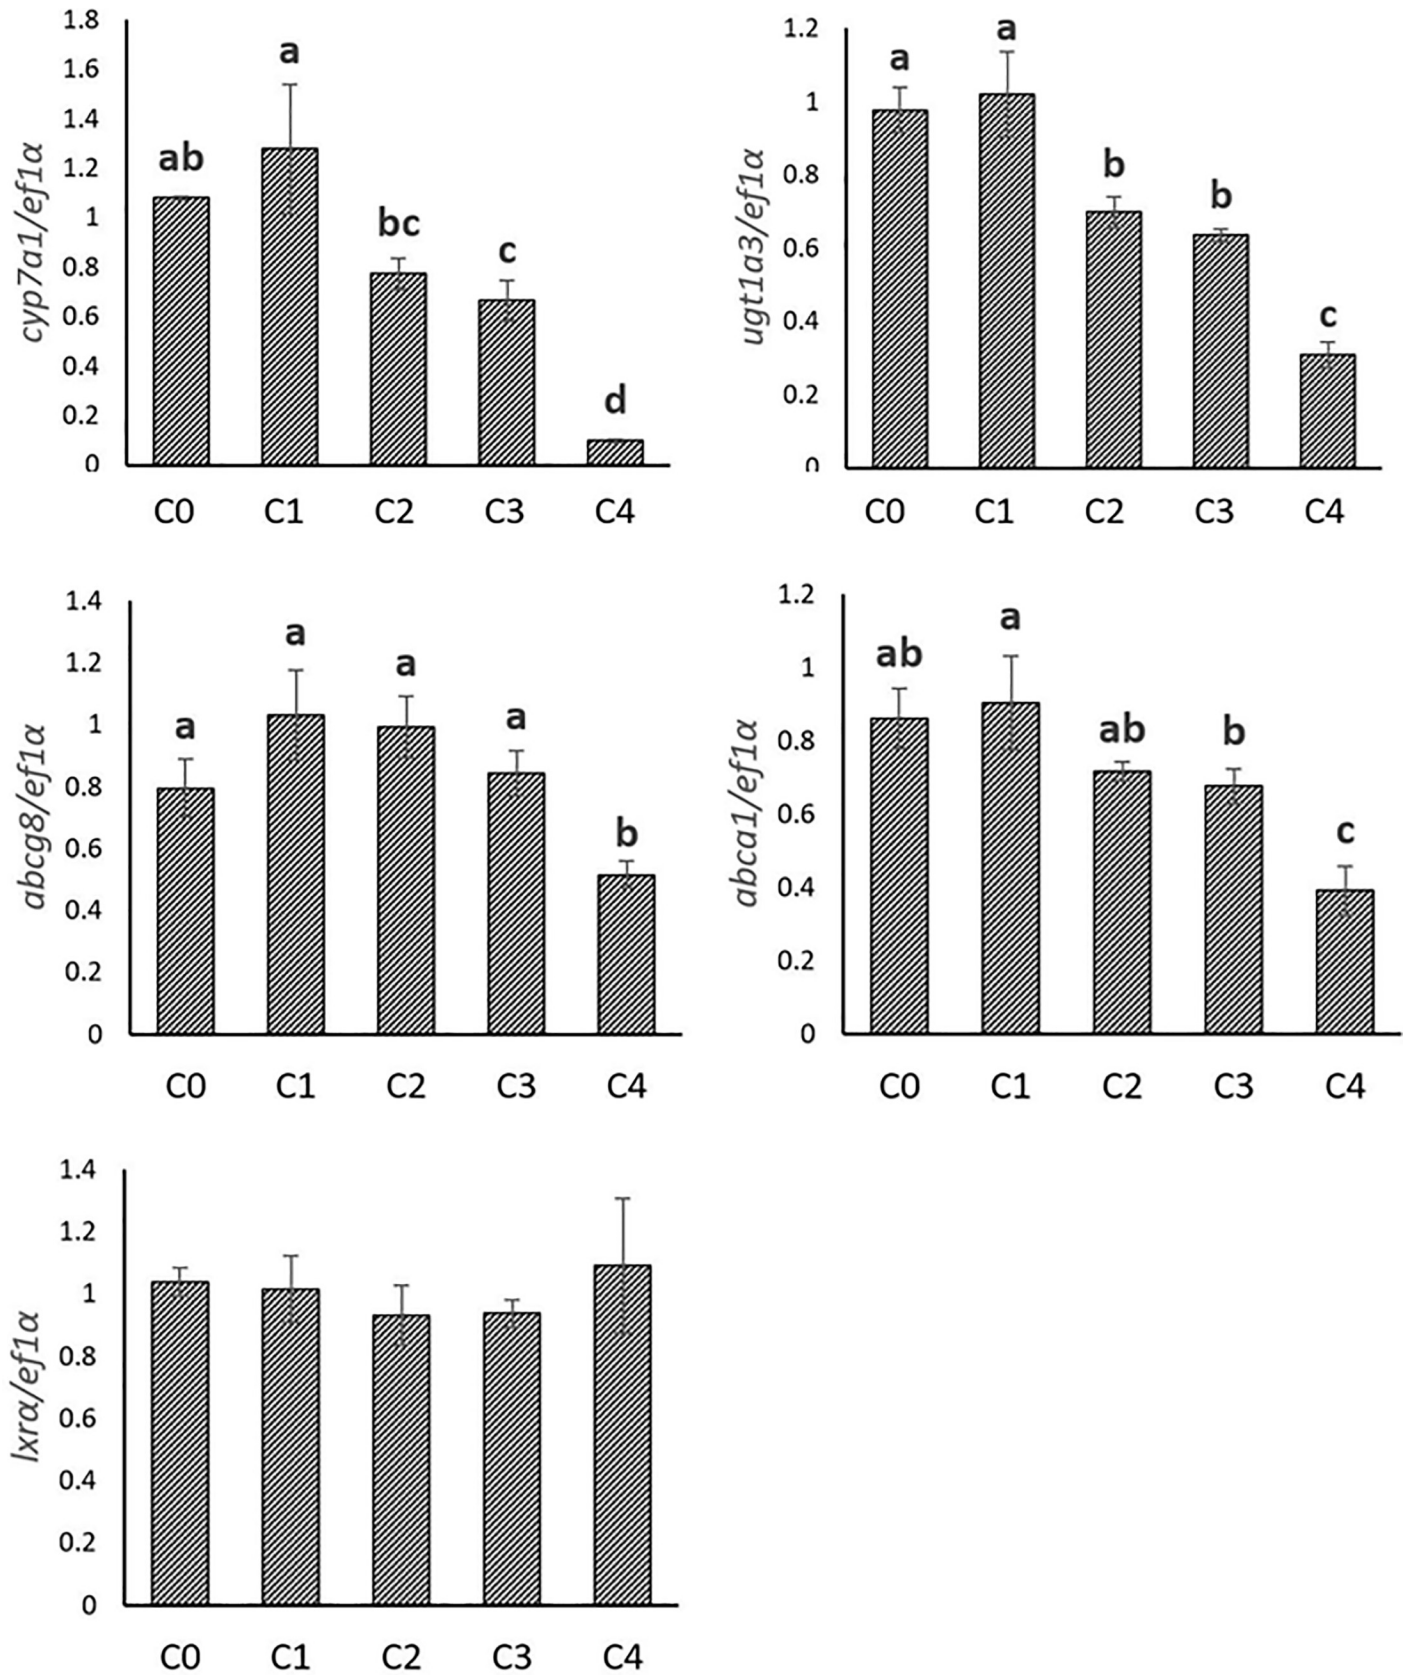 cyp7a1/ef1α
1.8
1.6
1.4
1.2
1
0.8
0.6
0.4
0.2
0
ab
a
bc
c
d
C0 C1 C2 C3 C4
ugt1a3/ef1α
1.2
1
0.8
0.6
0.4
0.2
0
a
a
b
b
c
C0 C1 C2 C3 C4
abcg8/ef1α
1.4
1.2
1
0.8
0.6
0.4
0.2
0
a
a
a
a
b
C0 C1 C2 C3 C4
abca1/ef1α
1.2
1
0.8
0.6
0.4
0.2
0
ab
a
ab
b
c
C0 C1 C2 C3 C4
lxrα/ef1α
1.4
1.2
1
0.8
0.6
0.4
0.2
0
C0 C1 C2 C3 C4